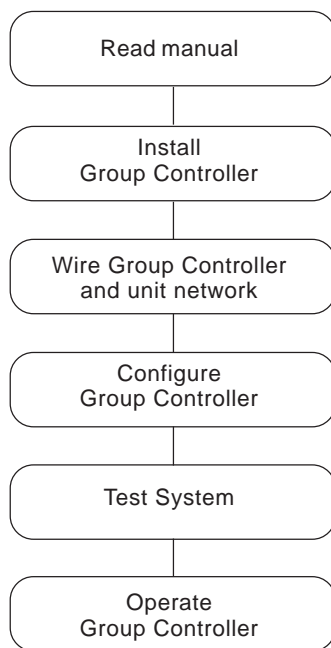 Read manual
Install
Group Controller
Wire Group Controller
and unit network
Configure
Group Controller
Test System
Operate
Group Controller